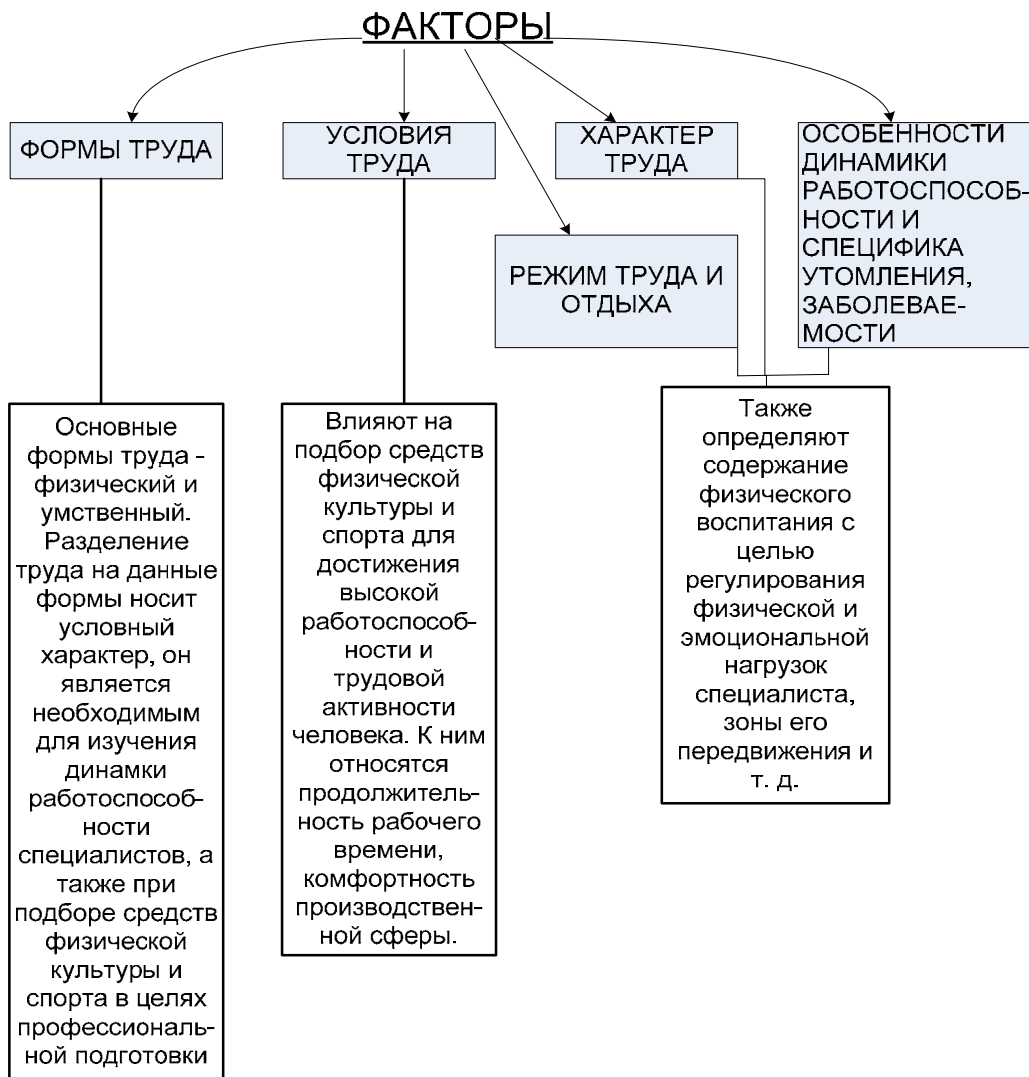 ФАКТОРЫ
ФОРМЫ ТРУДА
УСЛОВИЯ
ТРУДА
ХАРАКТЕР
ТРУДА
ОСОБЕННОСТИ
ДИНАМИКИ
РАБОТОСПОСОБ-
НОСТИ И
СПЕЦИФИКА
УТОМЛЕНИЯ,
ЗАБОЛЕВАЕ-
МОСТИ
РЕЖИМ ТРУДА И
ОТДЫХА
Основные
формы труда -
физический и
умственный.
Разделение
труда на данные
формы носит
условный
характер, он
является
необходимым
для изучения
динамки
работоспособ-
ности
специалистов, а
также при
подборе средств
физической
культуры и
спорта в целях
профессиональ-
ной подготовки
Влияют на
подбор средств
физической
культуры и
спорта для
достижения
высокой
работоспособ-
ности и
трудовой
активности
человека. К ним
относятся
продолжитель-
ность рабочего
времени,
комфортность
производствен-
ной сферы.
Также
определяют
содержание
физического
воспитания с
целью
регулирования
физической и
эмоциональной
нагрузок
специалиста,
зоны его
передвижения и
т. д.